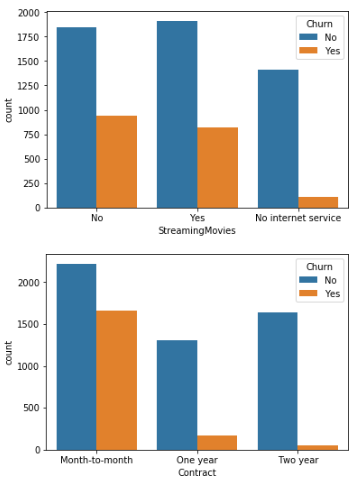 2000
1750
1500
1250
1000
750
500
250
0
count
Churn
No
Yes
No Yes No internet service
StreamingMovies
2000
1500
1000
500
0
count
Churn
No
Yes
Month-to-month One year Two year
Contract